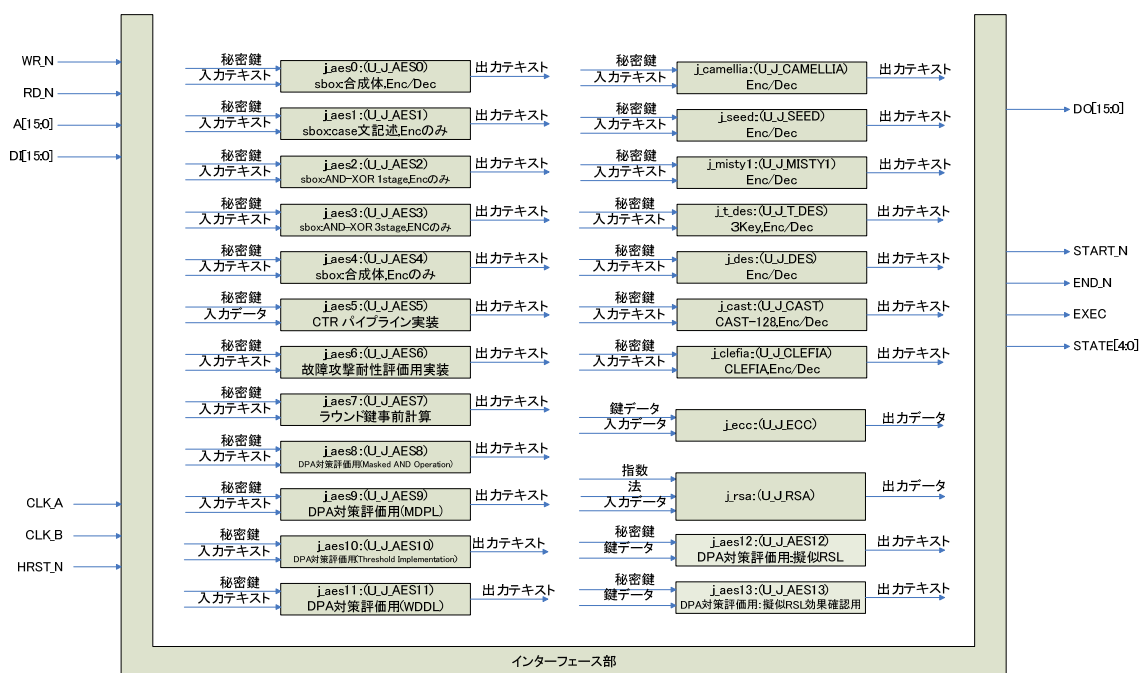 WR_N
RD_N
A[15:0]
DI[15:0]
CLK_A
CLK_B
HRST_N
秘密鍵
入力テキスト
j_aes0:(U_J_AES0)
sbox:合成体,Enc/Dec
出力テキスト
秘密鍵
入力テキスト
j_aes1:(U_J_AES1)
sbox:case文記述,Encのみ
出力テキスト
秘密鍵
入力テキスト
j_aes2:(U_J_AES2)
sbox:AND-XOR 1stage,Encのみ
出力テキスト
秘密鍵
入力テキスト
j_aes3:(U_J_AES3)
sbox:AND-XOR 3stage,ENCのみ
出力テキスト
秘密鍵
入力テキスト
j_aes4:(U_J_AES4)
sbox:合成体,Encのみ
出力テキスト
秘密鍵
入力データ
j_aes5:(U_J_AES5)
CTR パイプライン実装
出力テキスト
秘密鍵
入力テキスト
j_aes6:(U_J_AES6)
故障攻撃耐性評価用実装
出力テキスト
秘密鍵
入力テキスト
j_aes7:(U_J_AES7)
ラウンド鍵事前計算
出力テキスト
秘密鍵
入力テキスト
j_aes8:(U_J_AES8)
DPA対策評価用(Masked AND Operation)
出力テキスト
秘密鍵
入力テキスト
j_aes9:(U_J_AES9)
DPA対策評価用(MDPL)
出力テキスト
秘密鍵
入力テキスト
j_aes10:(U_J_AES10)
DPA対策評価用(Threshold Implementation)
出力テキスト
秘密鍵
入力テキスト
j_aes11:(U_J_AES11)
DPA対策評価用(WDDL)
出力テキスト
秘密鍵
入力テキスト
j_camellia:(U_J_CAMELLIA)
Enc/Dec
出力テキスト
秘密鍵
入力テキスト
j_seed:(U_J_SEED)
Enc/Dec
出力テキスト
秘密鍵
入力テキスト
j_misty1:(U_J_MISTY1)
Enc/Dec
出力テキスト
秘密鍵
入力テキスト
j_t_des:(U_J_T_DES)
3Key,Enc/Dec
出力テキスト
秘密鍵
入力テキスト
j_des:(U_J_DES)
Enc/Dec
出力テキスト
秘密鍵
入力テキスト
j_cast:(U_J_CAST)
CAST-128,Enc/Dec
出力テキスト
秘密鍵
入力テキスト
j_clefia:(U_J_CLEFIA)
CLEFIA,Enc/Dec
出力テキスト
鍵データ
入力データ
j_ecc:(U_J_ECC)
出力データ
指数
法
入力データ
j_rsa:(U_J_RSA)
出力データ
秘密鍵
鍵データ
j_aes12:(U_J_AES12)
DPA対策評価用:擬似RSL
出力テキスト
秘密鍵
鍵データ
j_aes13:(U_J_AES13)
DPA対策評価用:擬似RSL効果確認用
出力テキスト
DO[15:0]
START_N
END_N
EXEC
STATE[4:0]
インターフェース部